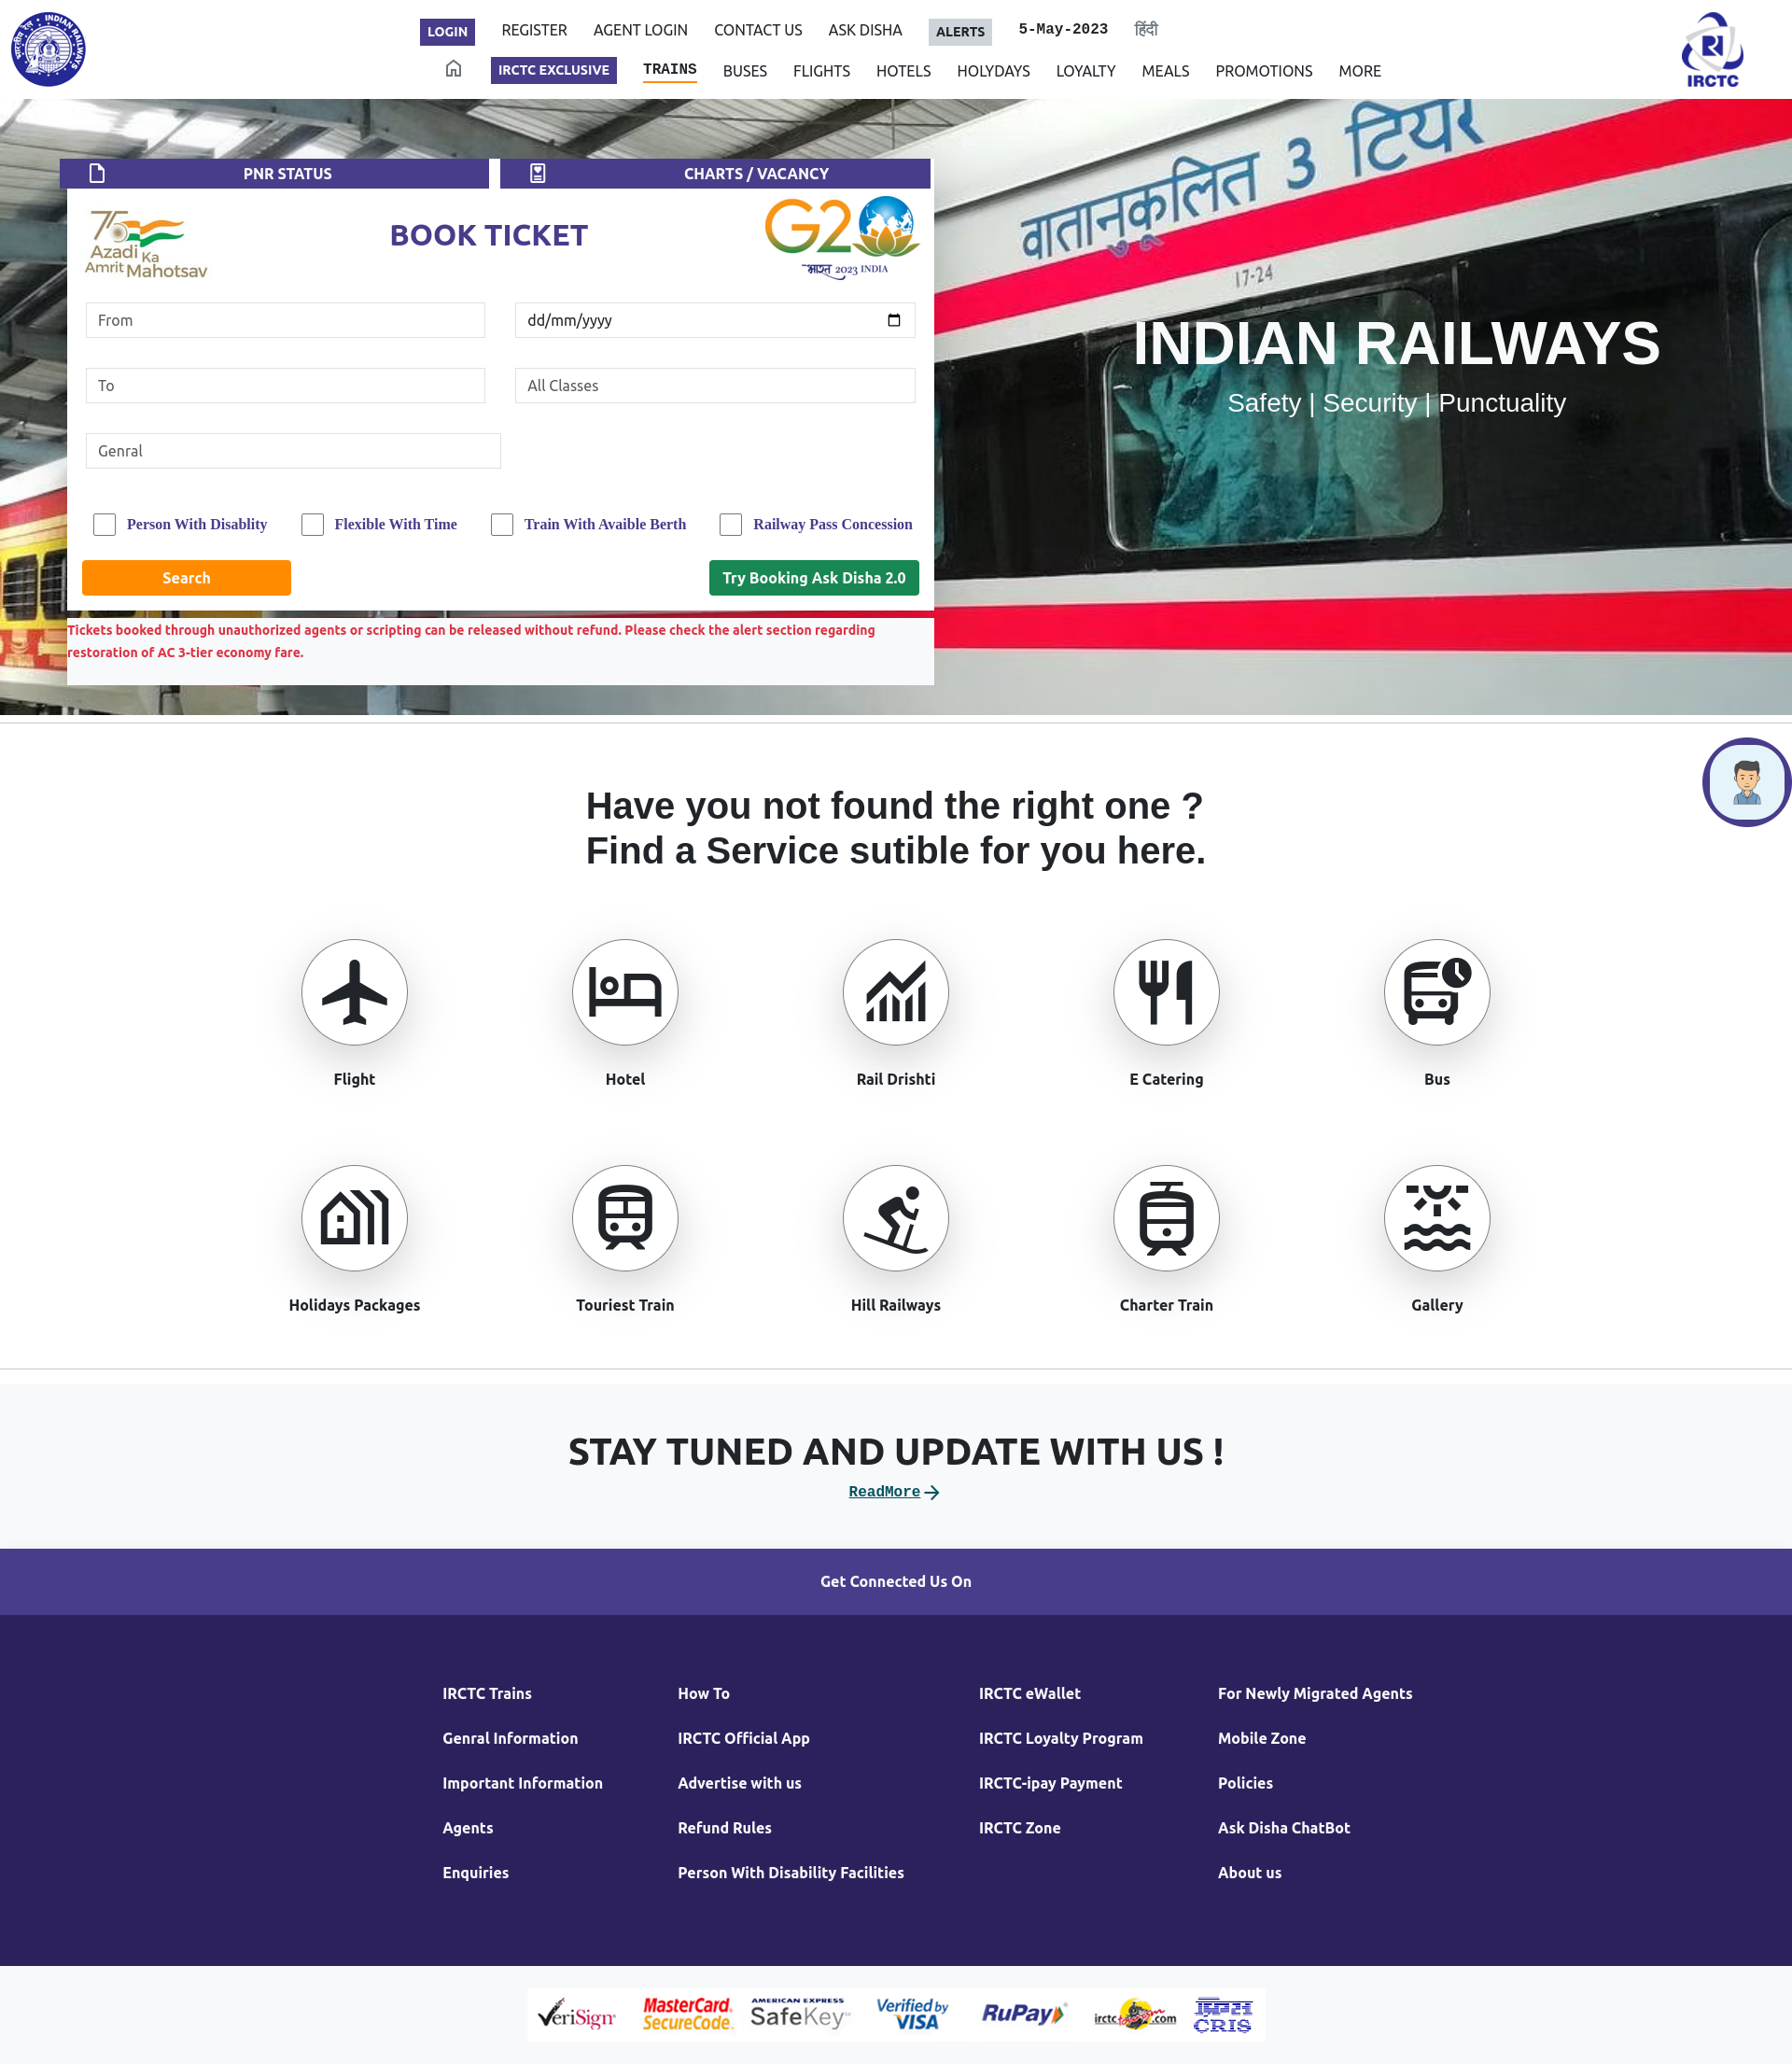 INDIAN RAILWAYS
भारतीय रेल
LOGIN REGISTER AGENT LOGIN CONTACT US ASK DISHA ALERTS 5-May-2023 हिंदी
IRCTC EXCLUSIVE TRAINS BUSES FLIGHTS HOTELS HOLYDAYS LOYALTY MEALS PROMOTIONS MORE
IRCTC
PNR STATUS
CHARTS / VACANCY
75
Azadi Ka
Amrit Mahotsav
BOOK TICKET
G20
भारत 2023 INDIA
वातानुकूलित 3 टियर
17-24
From
dd/mm/yyyy
To
All Classes
Genral
INDIAN RAILWAYS
Safety | Security | Punctuality
Person With Disablity
Flexible With Time
Train With Avaible Berth
Railway Pass Concession
Search
Try Booking Ask Disha 2.0
Tickets booked through unauthorized agents or scripting can be released without refund. Please check the alert section regarding
restoration of AC 3-tier economy fare.
Have you not found the right one ?
Find a Service sutible for you here.
Flight
Hotel
Rail Drishti
E Catering
Bus
Holidays Packages
Touriest Train
Hill Railways
Charter Train
Gallery
STAY TUNED AND UPDATE WITH US !
ReadMore
Get Connected Us On
IRCTC Trains
Genral Information
Important Information
Agents
Enquiries
How To
IRCTC Official App
Advertise with us
Refund Rules
Person With Disability Facilities
IRCTC eWallet
IRCTC Loyalty Program
IRCTC-ipay Payment
IRCTC Zone
For Newly Migrated Agents
Mobile Zone
Policies
Ask Disha ChatBot
About us
VeriSign
MasterCard
SecureCode
AMERICAN EXPRESS
SafeKey
Verified by
VISA
RuPay
irctc tourism .com
CRIS